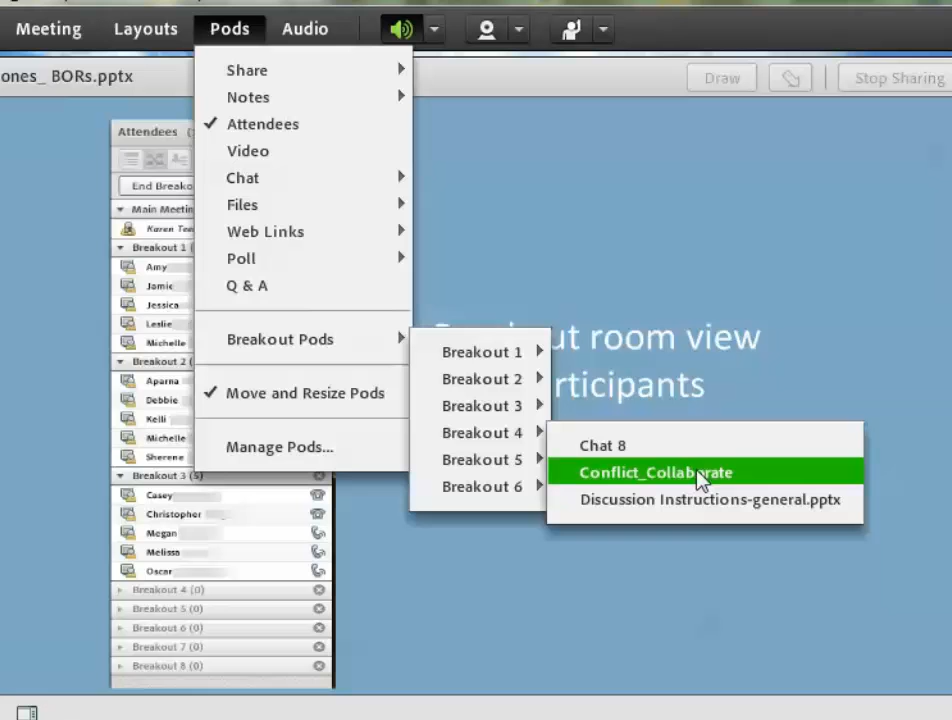 Meeting Layouts Pods Audio
ones_ BORs.pptx
Draw
Stop Sharing
Share
Notes
Attendees
Video
Chat
Files
Web Links
Poll
Q & A
Breakout Pods
Move and Resize Pods
Manage Pods...
Breakout 1
Breakout 2
Breakout 3
Breakout 4
Breakout 5
Breakout 6
Chat 8
Conflict_Collaborate
Discussion Instructions-general.pptx
ut room view
rticipants
Attendees
End Breako
Main Meetin
Karen Tee
Breakout 1 (
Amy
Jamie
Jessica
Leslie
Michelle
Breakout 2 (
Aparna
Debbie
Kelli
Michelle
Sherene
Breakout 3 (5)
Casey
Christopher
Megan
Melissa
Oscar
Breakout 4 (0)
Breakout 5 (0)
Breakout 6 (0)
Breakout 7 (0)
Breakout 8 (0)